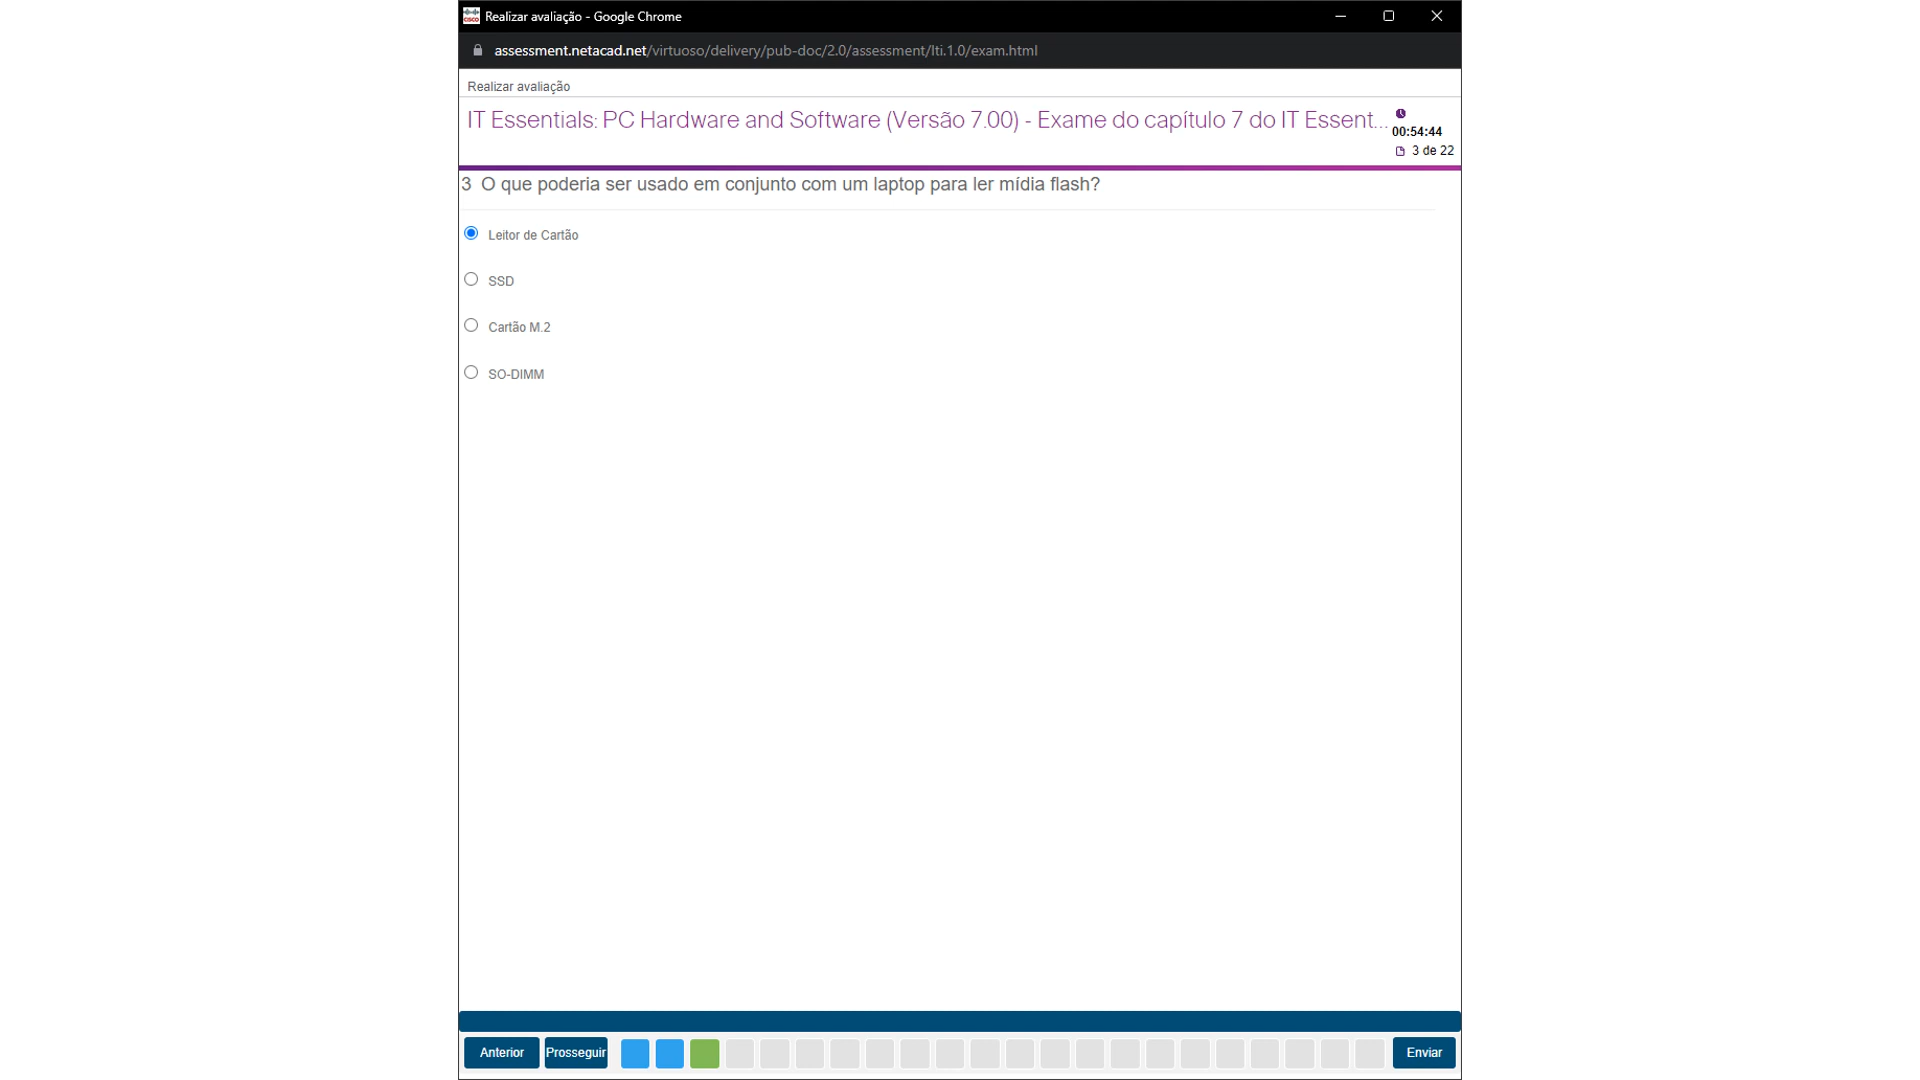 Realizar avaliação - Google Chrome
assessment.netacad.net/virtuoso/delivery/pub-doc/2.0/assessment/lti.1.0/exam.html
Realizar avaliação
IT Essentials: PC Hardware and Software (Versão 7.00) - Exame do capítulo 7 do IT Essent...
00:54:44
3 de 22
3 O que poderia ser usado em conjunto com um laptop para ler mídia flash?
Leitor de Cartão
SSD
Cartão M.2
SO-DIMM
Anterior Prosseguir Enviar